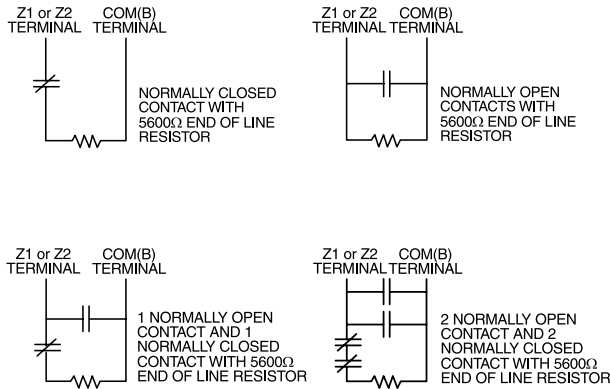 Z1 or Z2 COM(B)
TERMINAL TERMINAL
NORMALLY CLOSED
CONTACT WITH
5600Ω END OF LINE
RESISTOR
Z1 or Z2 COM(B)
TERMINAL TERMINAL
NORMALLY OPEN
CONTACTS WITH
5600Ω END OF LINE
RESISTOR
Z1 or Z2 COM(B)
TERMINAL TERMINAL
1 NORMALLY OPEN
CONTACT AND 1
NORMALLY CLOSED
CONTACT WITH 5600Ω
END OF LINE RESISTOR
Z1 or Z2 COM(B)
TERMINAL TERMINAL
2 NORMALLY OPEN
CONTACT AND 2
NORMALLY CLOSED
CONTACT WITH 5600Ω
END OF LINE RESISTOR